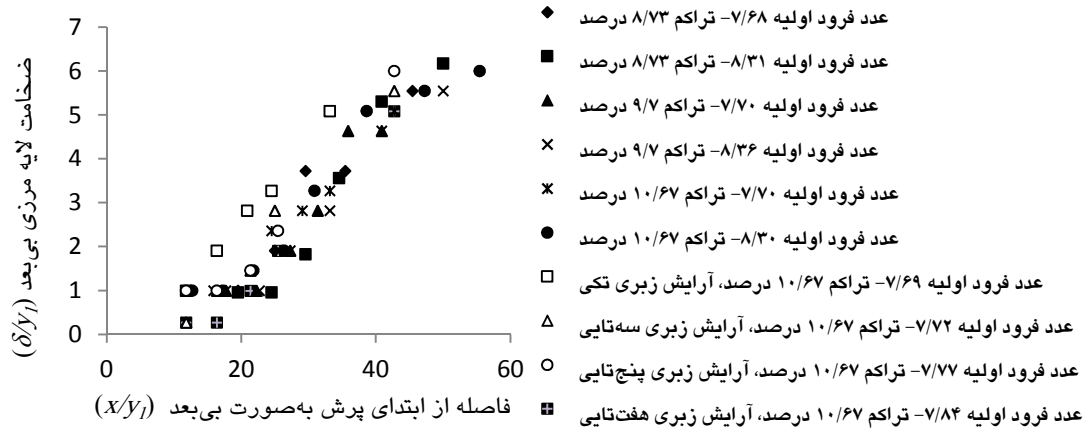 ضخامت لایه مرزی بی‌بعد (δ/y1)
7
6
5
4
3
2
1
0
0 20 40 60
فاصله از ابتدای پرش به‌صورت بی‌بعد (x/y1)
عدد فرود اولیه ۷/۶۸- تراکم ۸/۷۳ درصد
عدد فرود اولیه ۸/۳۱- تراکم ۸/۷۳ درصد
عدد فرود اولیه ۷/۷۰- تراکم ۹/۷ درصد
عدد فرود اولیه ۸/۳۶- تراکم ۹/۷ درصد
عدد فرود اولیه ۷/۷۰- تراکم ۱۰/۶۷ درصد
عدد فرود اولیه ۸/۳۰- تراکم ۱۰/۶۷ درصد
عدد فرود اولیه ۷/۶۹- تراکم ۱۰/۶۷ درصد، آرایش زبری تکی
عدد فرود اولیه ۷/۷۲- تراکم ۱۰/۶۷ درصد، آرایش زبری سه‌تایی
عدد فرود اولیه ۷/۷۷- تراکم ۱۰/۶۷ درصد، آرایش زبری پنج‌تایی
عدد فرود اولیه ۷/۸۴- تراکم ۱۰/۶۷ درصد، آرایش زبری هفت‌تایی